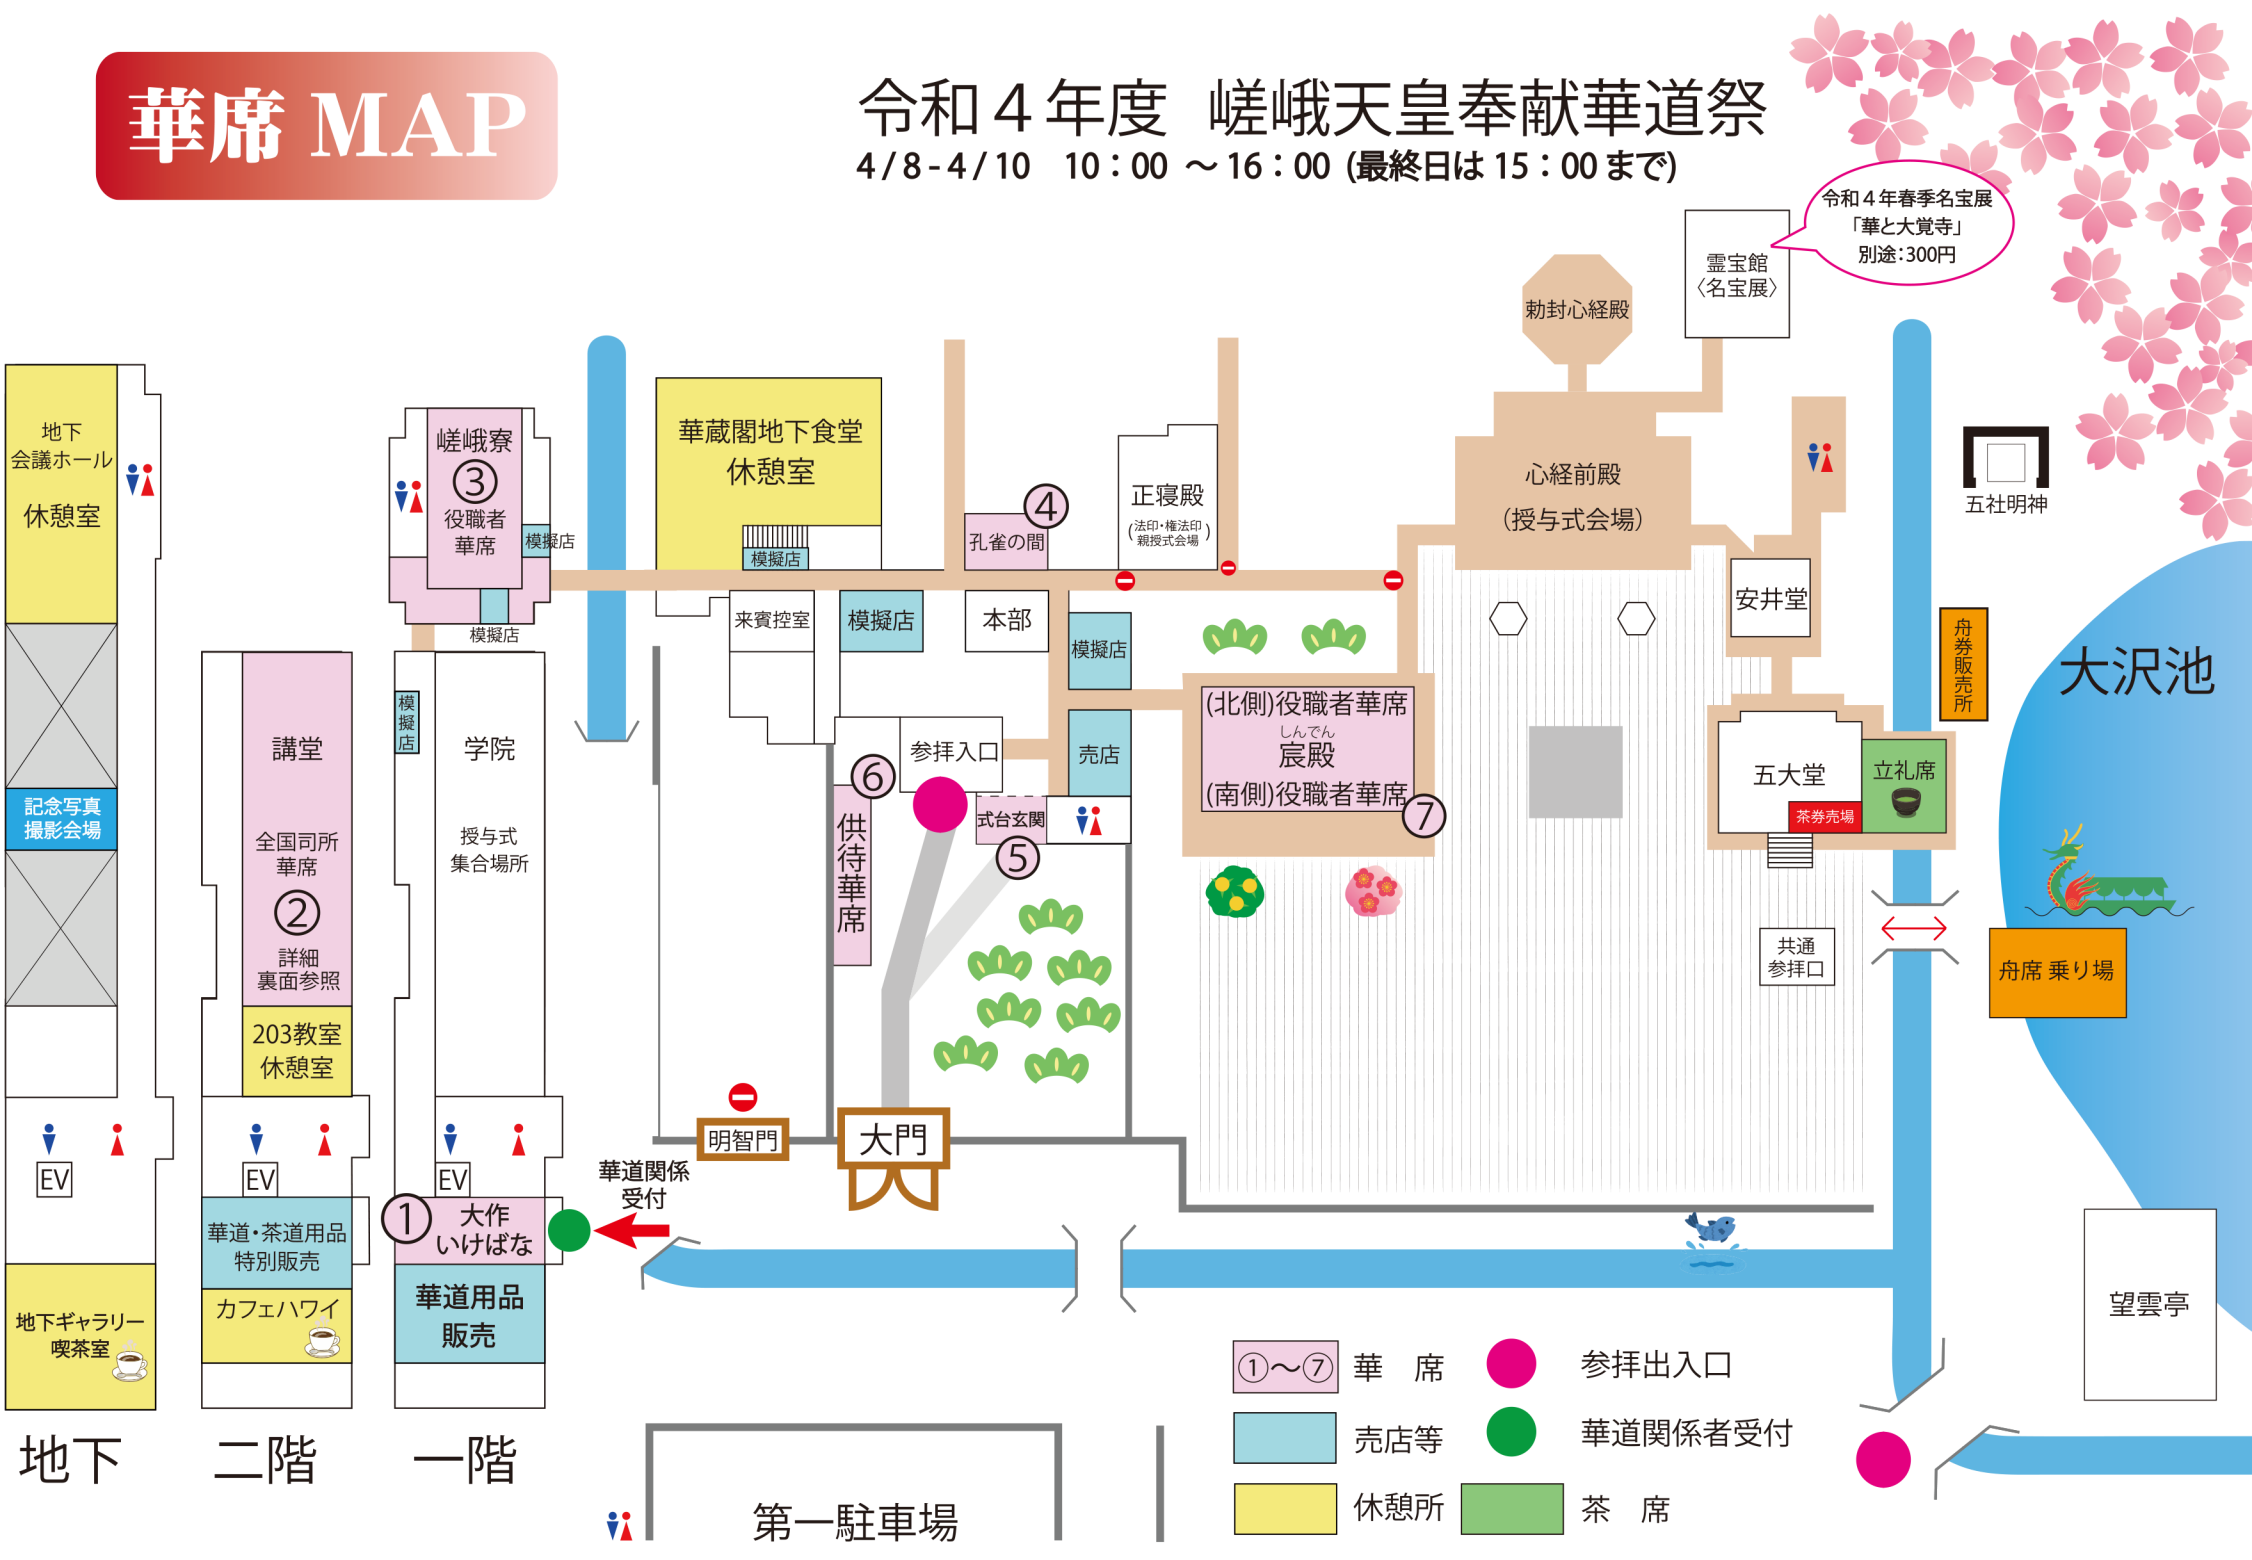 華席 MAP
令和４年度 嵯峨天皇奉献華道祭
4/8-4/10 10：00 ～16：00 (最終日は 15：00 まで)
令和４年春季名宝展
「華と大覚寺」
別途：300円
霊宝館
〈名宝展〉
勅封心経殿
心経前殿
（授与式会場）
五社明神
地下
会議ホール
休憩室
嵯峨寮
③
役職者
華席
模擬店
模擬店
華蔵閣地下食堂
休憩室
模擬店
④
孔雀の間
正寝殿
(法印・権法印
親授式会場)
安井堂
舟券販売所
大沢池
来賓控室
模擬店
本部
模擬店
(北側)役職者華席
しんでん
宸殿
(南側)役職者華席
⑦
模擬店
講堂
学院
参拝入口
売店
五大堂
立礼席
茶券売場
記念写真
撮影会場
全国司所
華席
②
詳細
裏面参照
授与式
集合場所
⑥
供待華席
式台玄関
⑤
共通
参拝口
舟席 乗り場
203教室
休憩室
明智門
大門
EV
EV
EV
華道関係
受付
華道・茶道用品
特別販売
①
大作
いけばな
地下ギャラリー
喫茶室
カフェハワイ
華道用品
販売
望雲亭
①～⑦ 華　席
参拝出入口
売店等
華道関係者受付
休憩所
茶　席
地下
二階
一階
第一駐車場